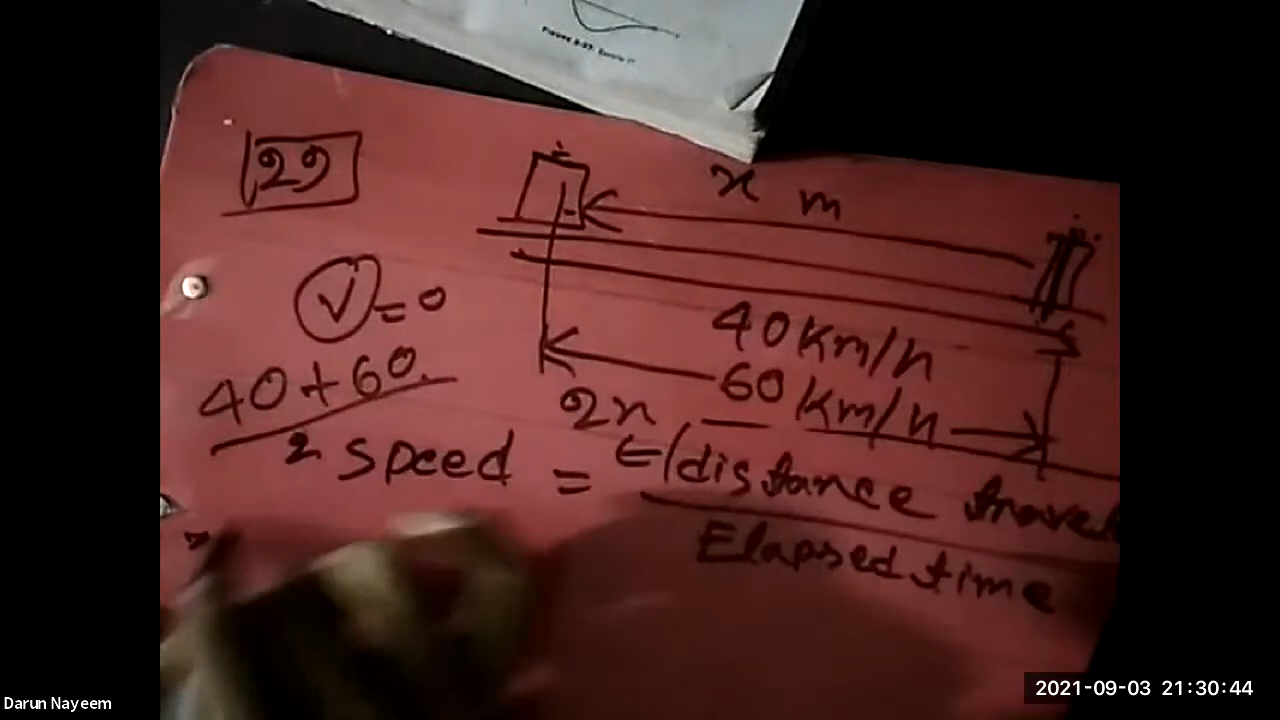 29
x m
V = 0
40 km/h
40+60
60 km/h
2
2x
speed = distance travel
Elapsed time
Darun Nayeem
2021-09-03 21:30:44